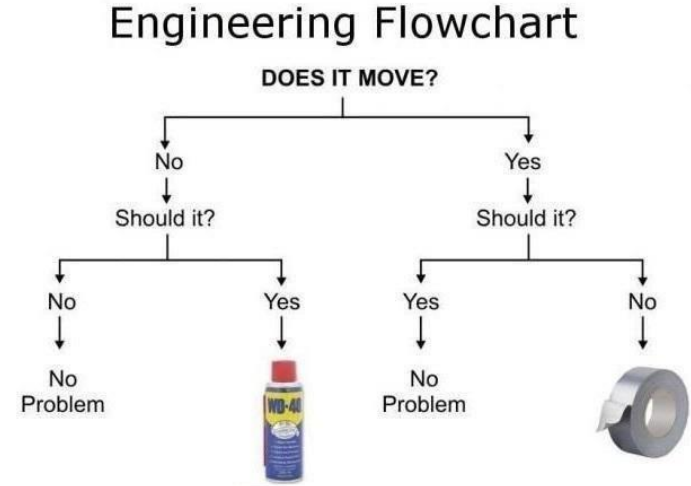 Engineering Flowchart
DOES IT MOVE?
No Yes
Should it? Should it?
No Yes Yes No
No
Problem
WD-40
No
Problem